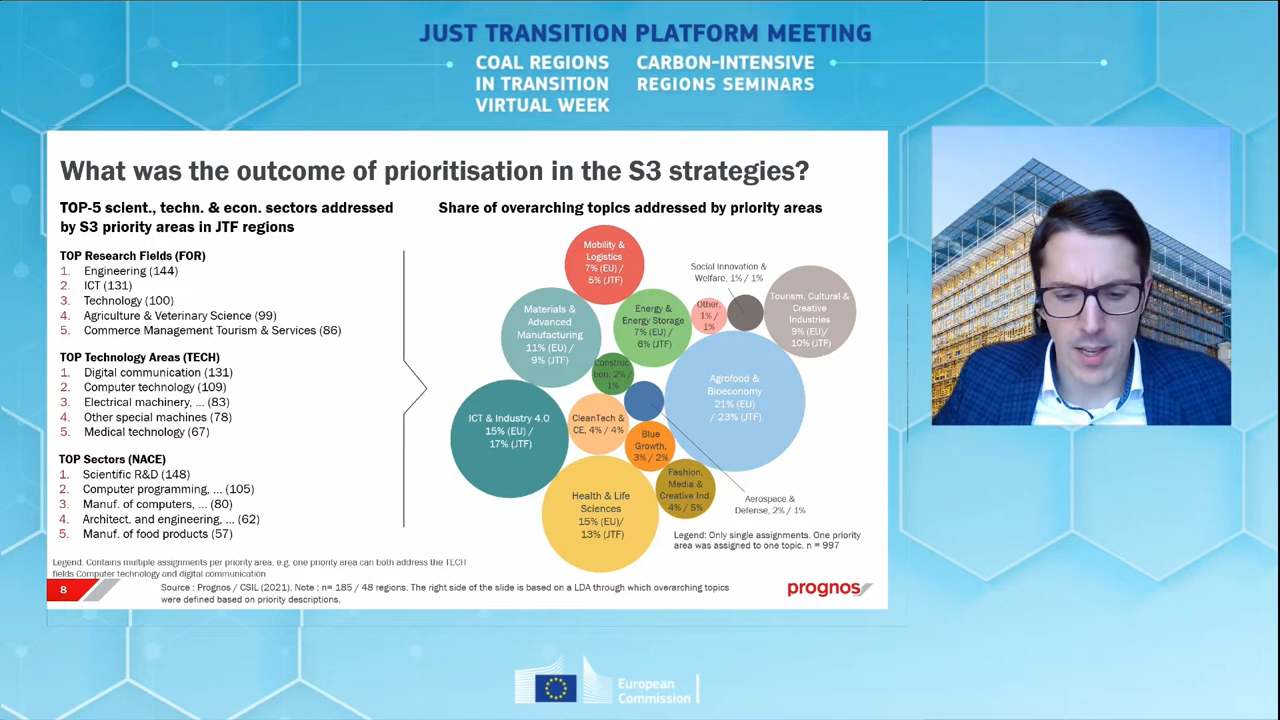 JUST TRANSITION PLATFORM MEETING
COAL REGIONS
IN TRANSITION
VIRTUAL WEEK
CARBON-INTENSIVE
REGIONS SEMINARS
What was the outcome of prioritisation in the S3 strategies?
TOP-5 scient., techn. & econ. sectors addressed
by S3 priority areas in JTF regions
TOP Research Fields (FOR)
1. Engineering (144)
2. ICT (131)
3. Technology (100)
4. Agriculture & Veterinary Science (99)
5. Commerce Management Tourism & Services (86)
TOP Technology Areas (TECH)
1. Digital communication (131)
2. Computer technology (109)
3. Electrical machinery, ... (83)
4. Other special machines (78)
5. Medical technology (67)
TOP Sectors (NACE)
1. Scientific R&D (148)
2. Computer programming, ... (105)
3. Manuf. of computers, ... (80)
4. Architect. and engineering, ... (62)
5. Manuf. of food products (57)
Legend. Contains multiple assignments per priority area. e.g. one priority area can both address the TECH
fields Computer technology and digital communication.
Share of overarching topics addressed by priority areas
Mobility &
Logistics
7% (EU) /
5% (JTF)
Social Innovation &
Welfare, 1% / 1%
Tourism, Cultural &
Creative
Industries
9% (EU)/
10% (JTF)
Materials &
Advanced
Manufacturing
11% (EU) /
9% (JTF)
Energy &
Energy Storage
7% (EU) /
6% (JTF)
Other,
1% /
1%
Construc
tion, 2% /
1%
Agrofood &
Bioeconomy
21% (EU)
/ 23% (JTF)
ICT & Industry 4.0
15% (EU) /
17% (JTF)
CleanTech &
CE, 4% / 4%
Blue
Growth,
3% / 2%
Fashion,
Media &
Creative Ind.
4% / 5%
Health & Life
Sciences
15% (EU)/
13% (JTF)
Aerospace &
Defense, 2% / 1%
Legend: Only single assignments. One priority
area was assigned to one topic. n = 997
8
Source : Prognos / CSIL (2021). Note : n= 185 / 48 regions. The right side of the slide is based on a LDA through which overarching topics
were defined based on priority descriptions.
prognos
European
Commission